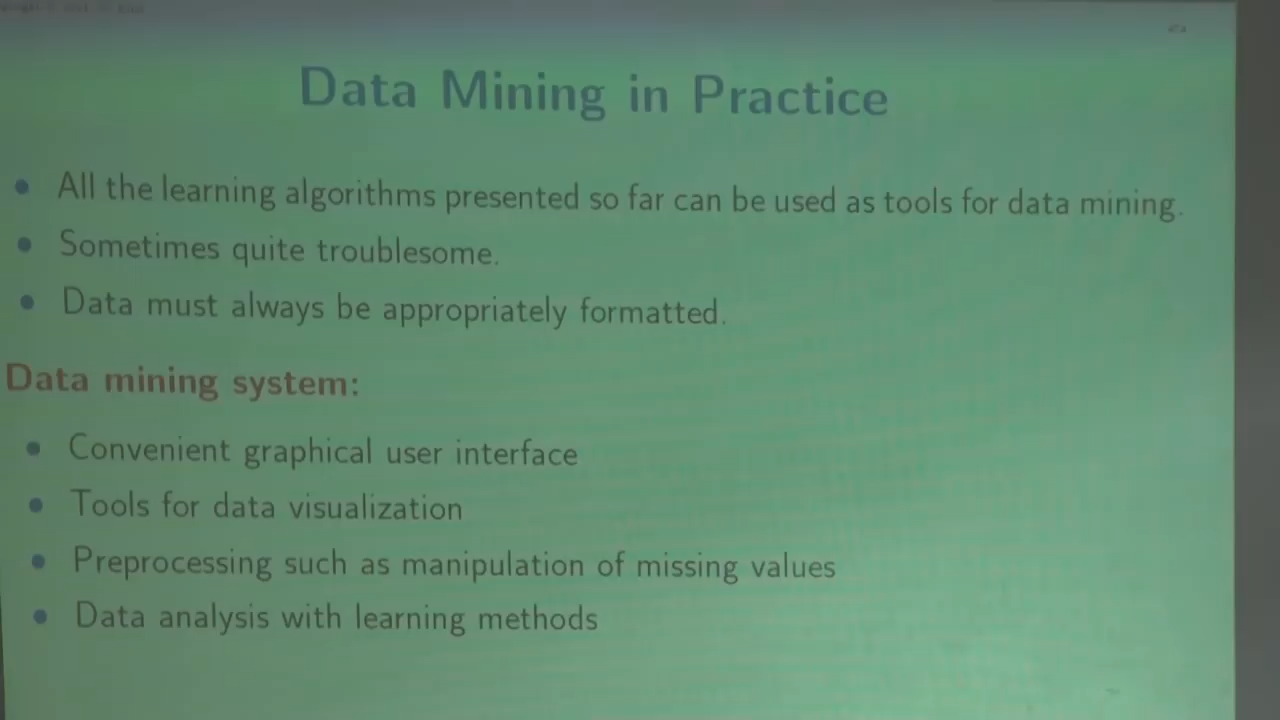 Data Mining in Practice
• All the learning algorithms presented so far can be used as tools for data mining.
• Sometimes quite troublesome.
• Data must always be appropriately formatted.
Data mining system:
• Convenient graphical user interface
• Tools for data visualization
• Preprocessing such as manipulation of missing values
• Data analysis with learning methods